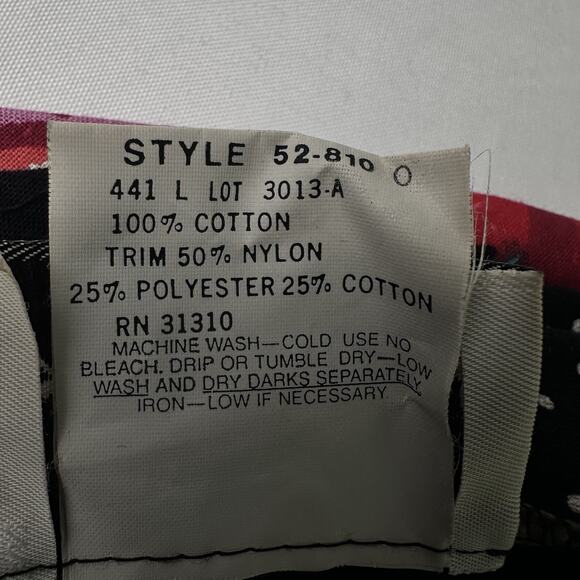 STYLE 52-810 0
441 L LOT 3013-A
100% COTTON
TRIM 50% NYLON
25% POLYESTER 25% COTTON
RN 31310
MACHINE WASH—COLD USE NO
BLEACH. DRIP OR TUMBLE DRY—LOW
WASH AND DRY DARKS SEPARATELY
IRON—LOW IF NECESSARY